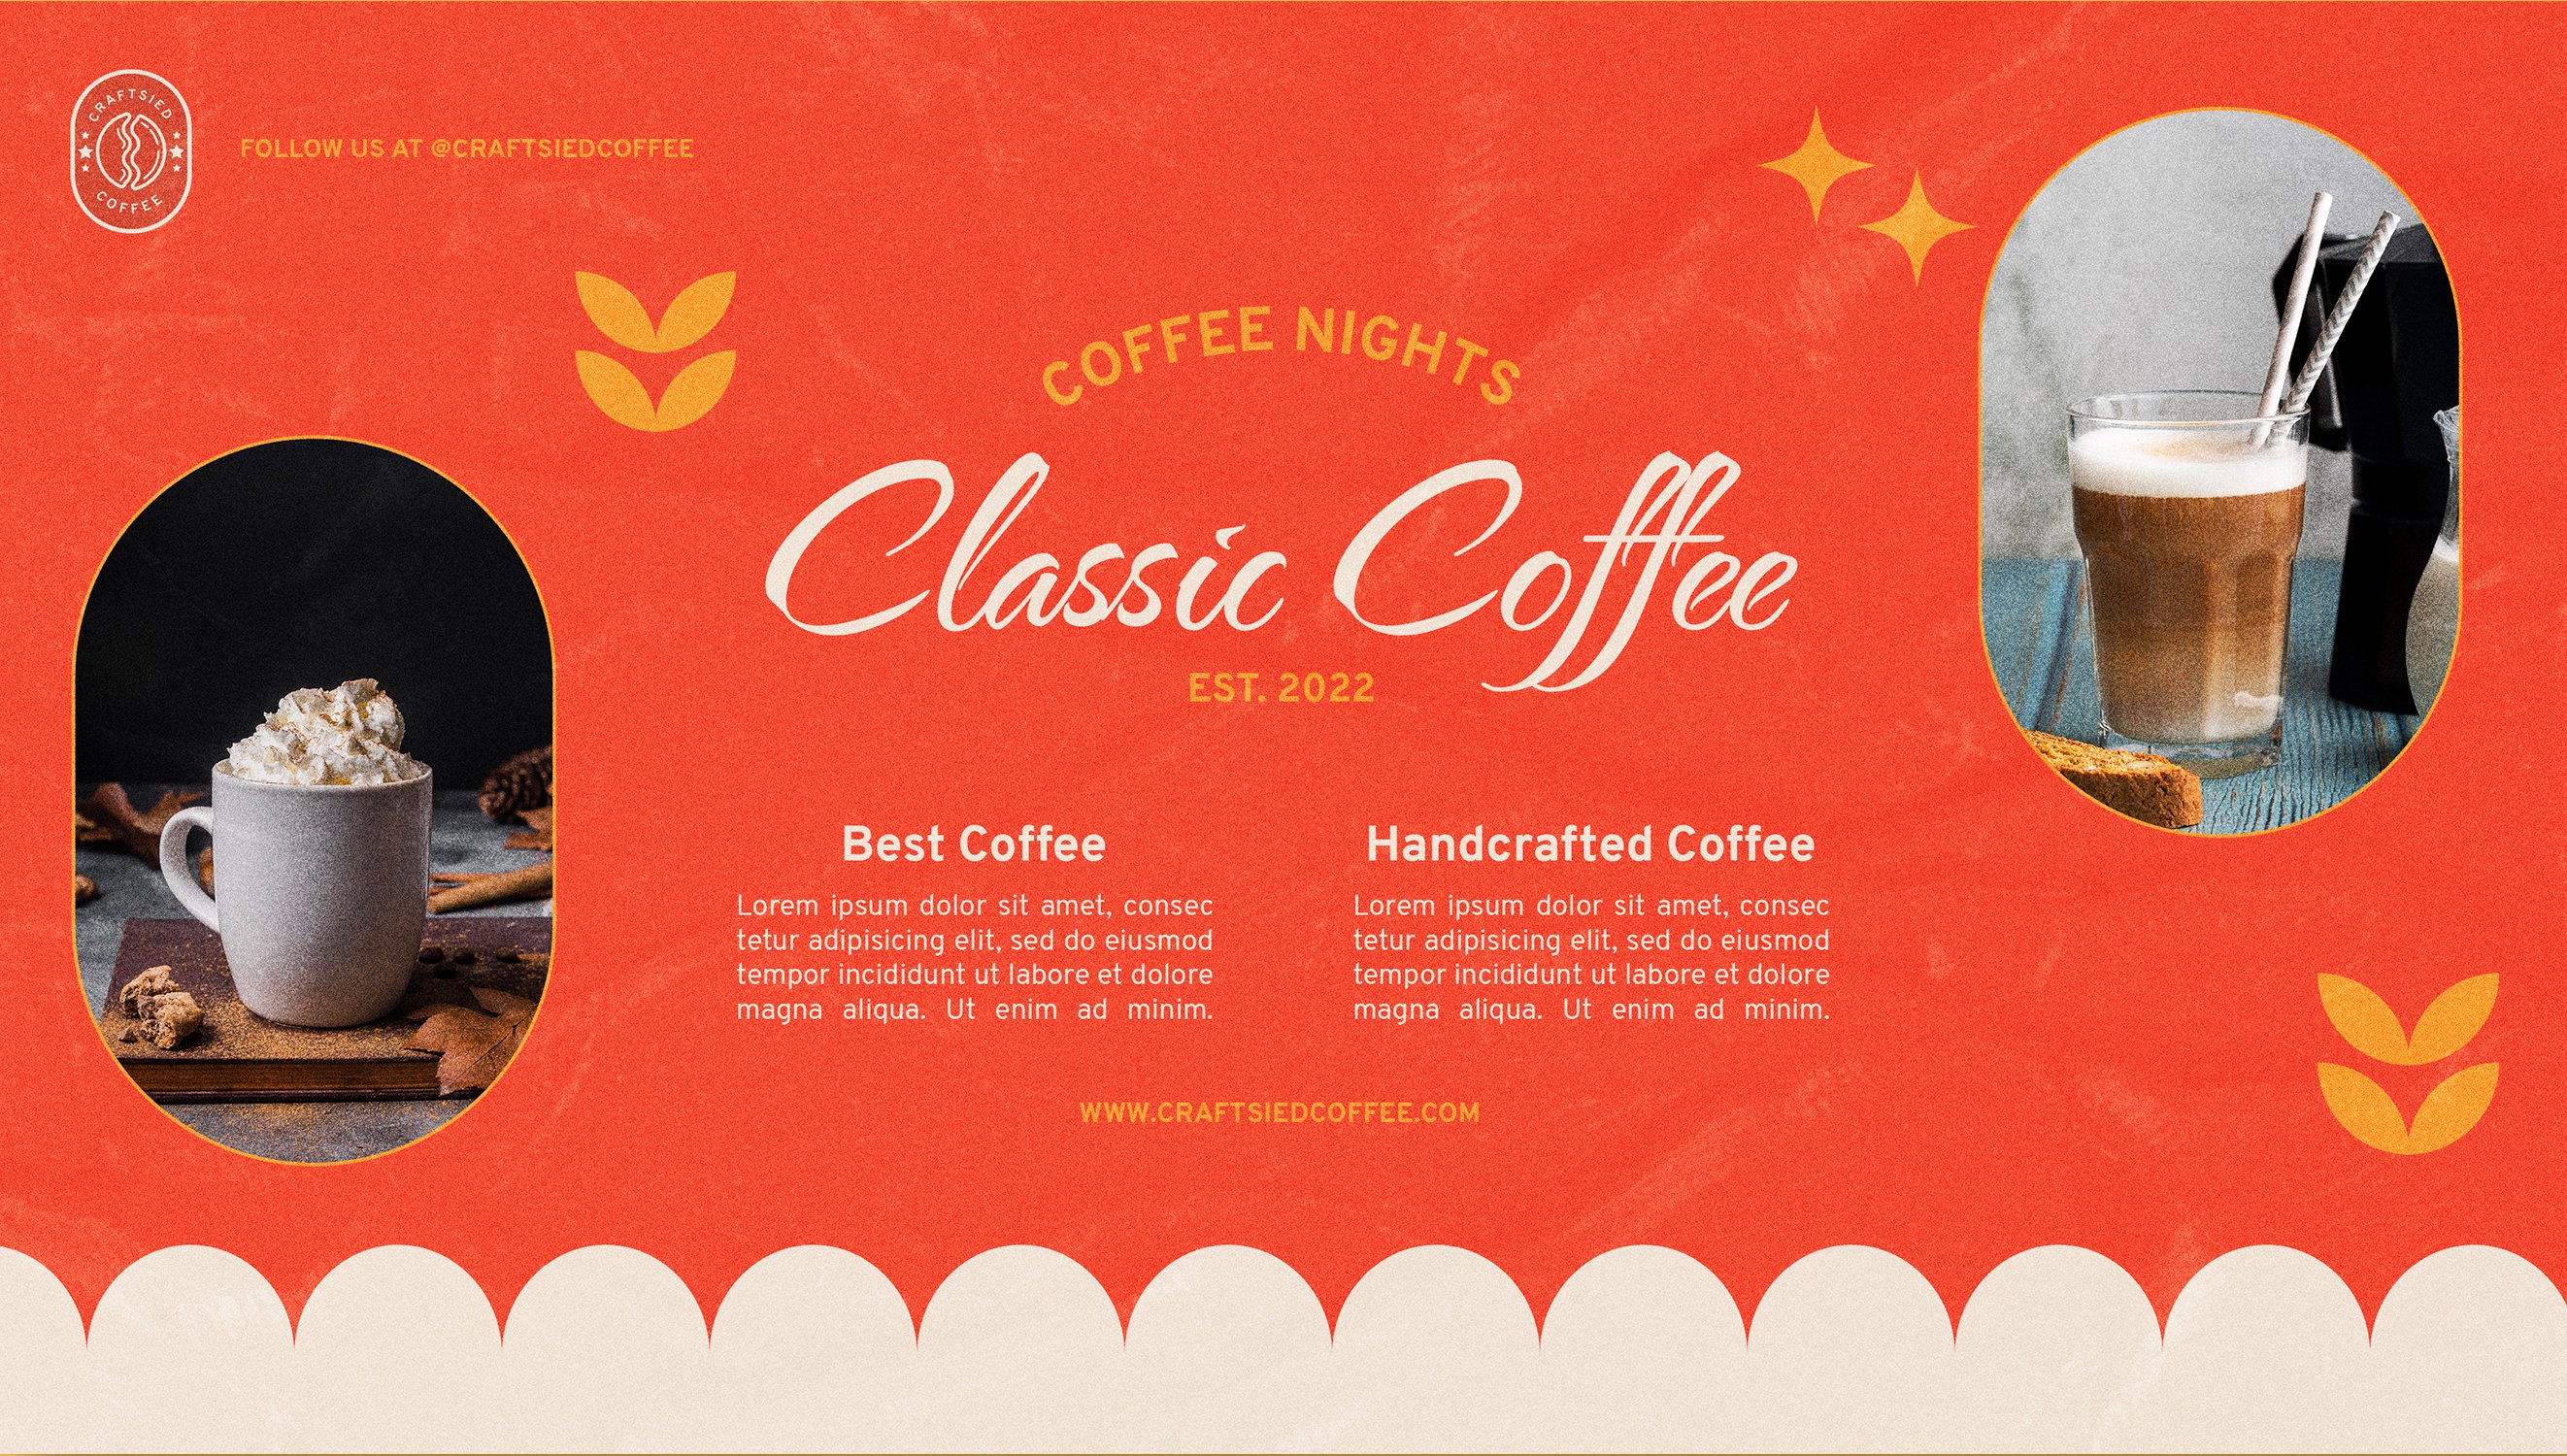 CRAFTSIED
COFFEE
FOLLOW US AT @CRAFTSIEDCOFFEE
COFFEE NIGHTS
Classic Coffee
EST. 2022
Best Coffee
Lorem ipsum dolor sit amet, consec
tetur adipisicing elit, sed do eiusmod
tempor incididunt ut labore et dolore
magna aliqua. Ut enim ad minim.
Handcrafted Coffee
Lorem ipsum dolor sit amet, consec
tetur adipisicing elit, sed do eiusmod
tempor incididunt ut labore et dolore
magna aliqua. Ut enim ad minim.
WWW.CRAFTSIEDCOFFEE.COM